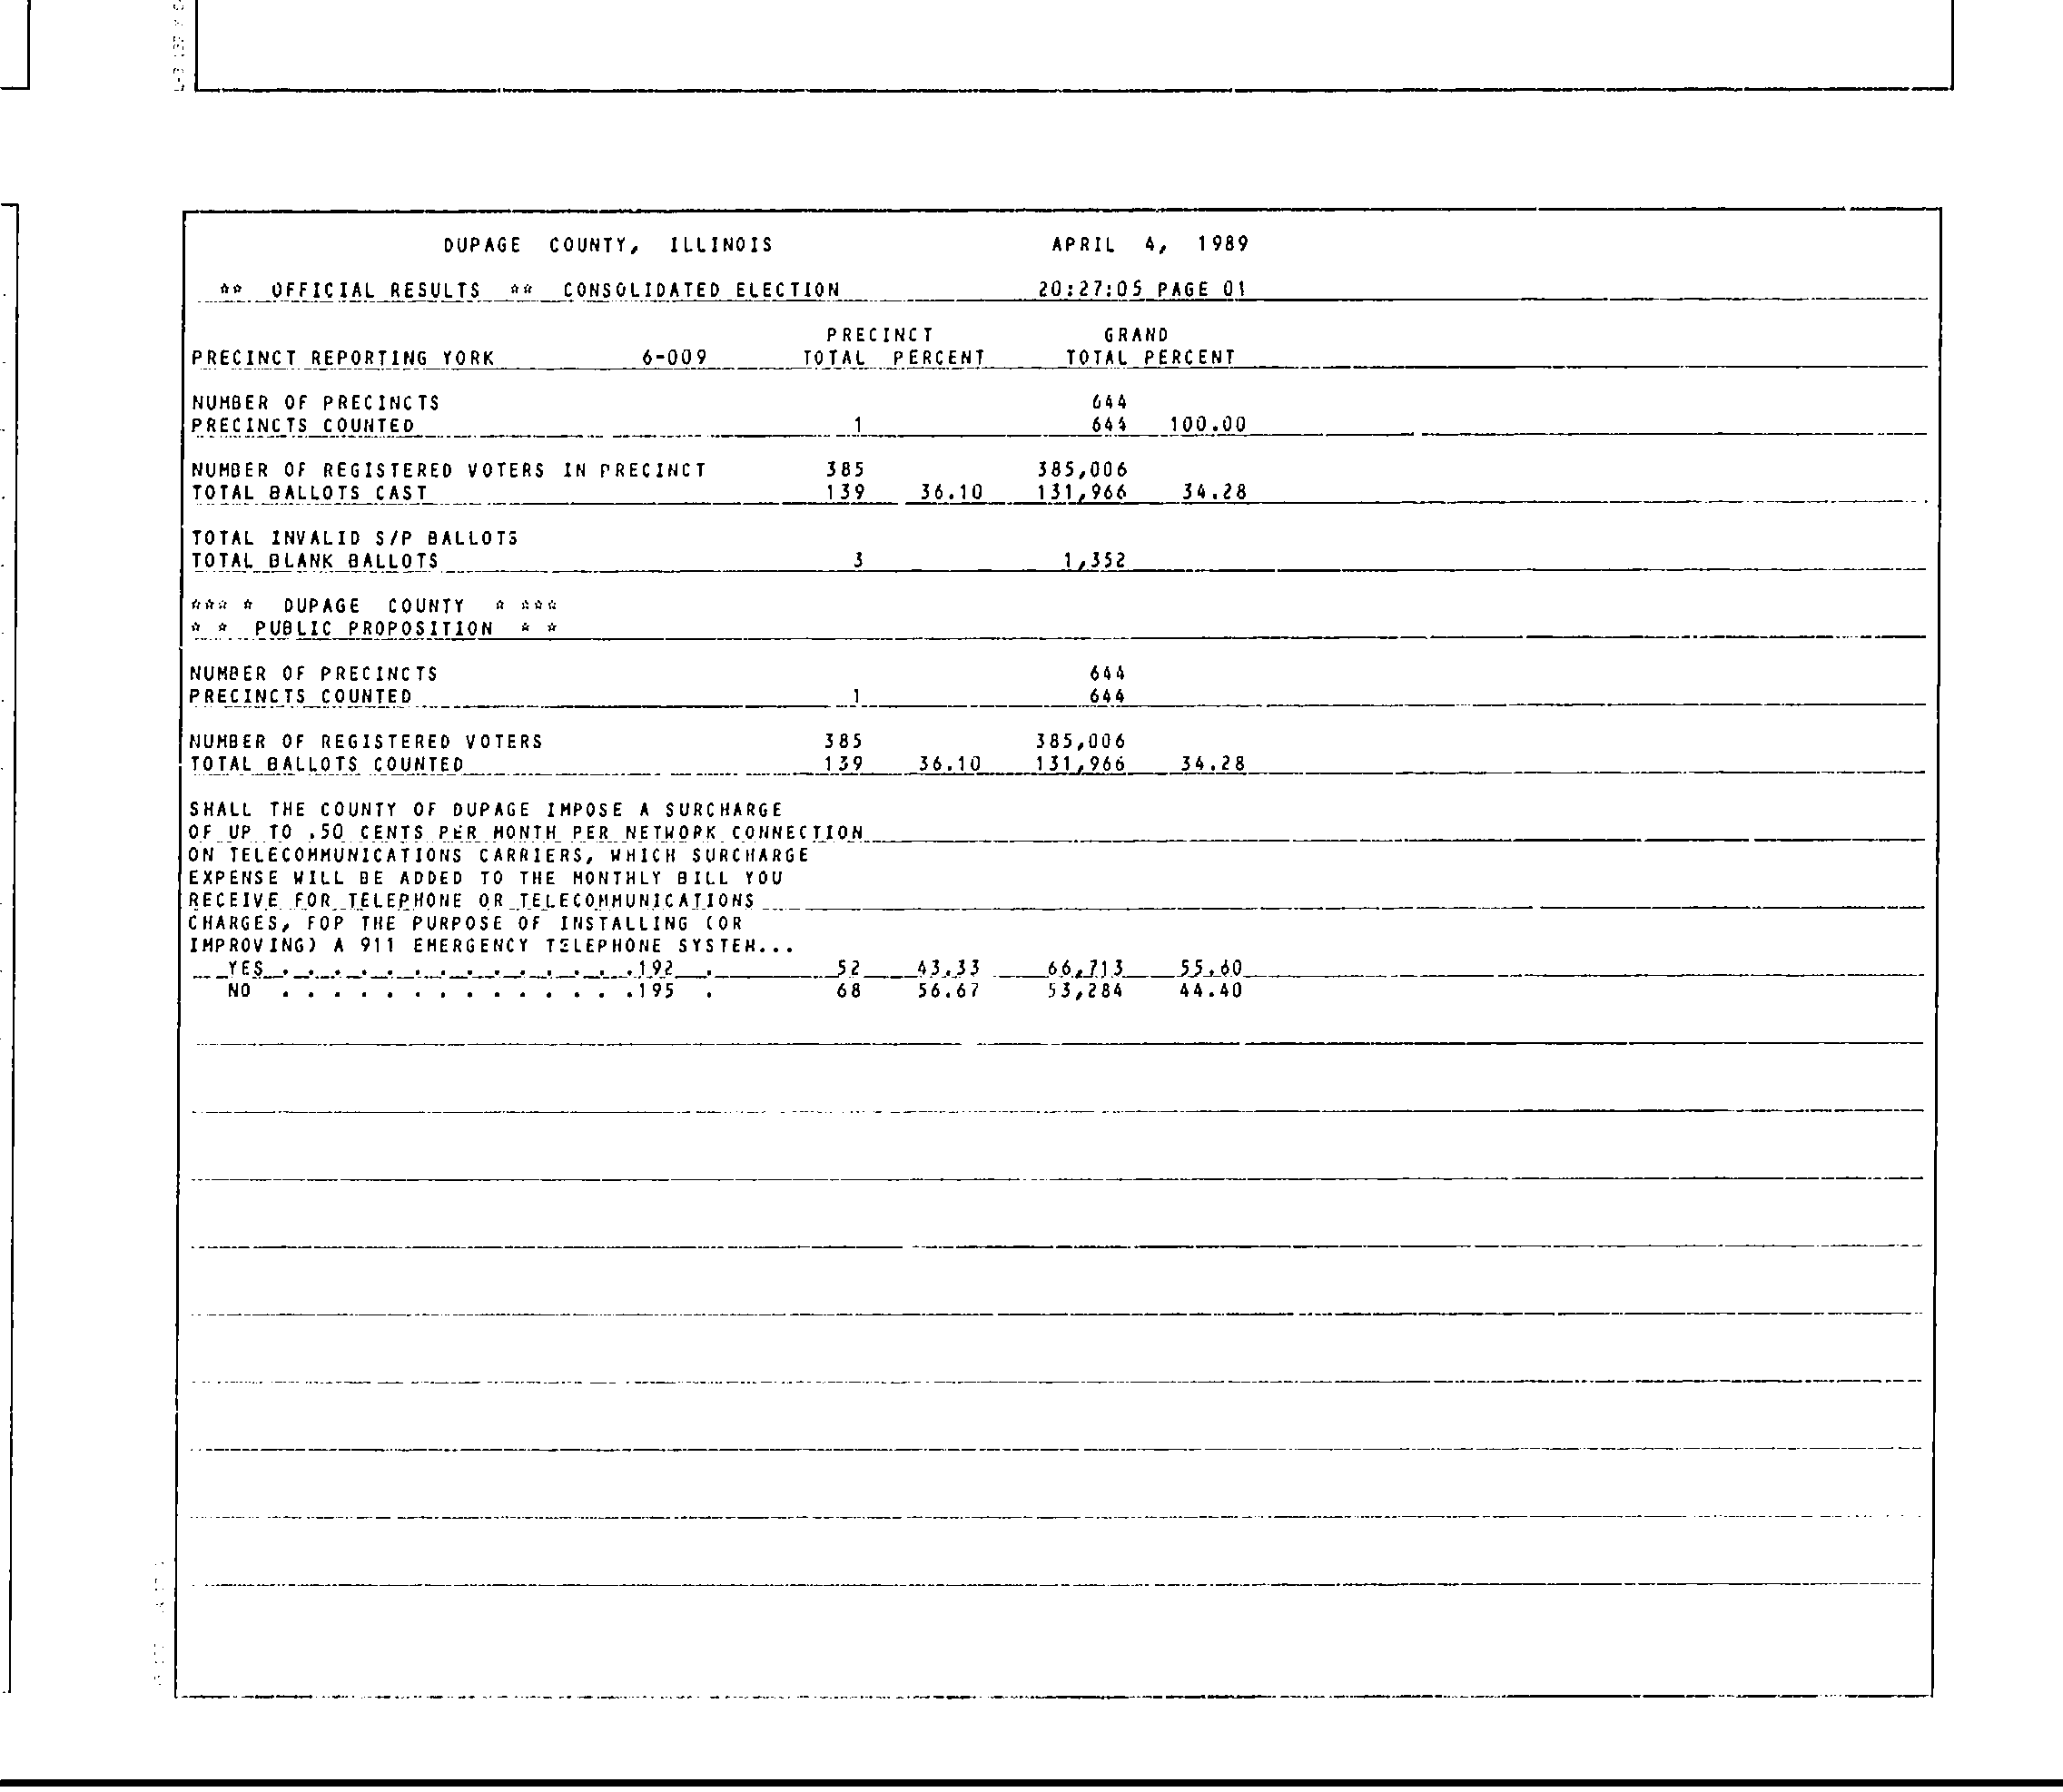 DUPAGE COUNTY, ILLINOIS APRIL 4, 1989
** OFFICIAL RESULTS ** CONSOLIDATED ELECTION 20:27:05 PAGE 01
PRECINCT GRAND
PRECINCT REPORTING YORK 6-009 TOTAL PERCENT TOTAL PERCENT
NUMBER OF PRECINCTS 644
PRECINCTS COUNTED 1 644 100.00
NUMBER OF REGISTERED VOTERS IN PRECINCT 385 385,006
TOTAL BALLOTS CAST 139 36.10 131,966 34.28
TOTAL INVALID S/P BALLOTS
TOTAL BLANK BALLOTS 3 1,352
*** * DUPAGE COUNTY * ***
* * PUBLIC PROPOSITION * *
NUMBER OF PRECINCTS 644
PRECINCTS COUNTED 1 644
NUMBER OF REGISTERED VOTERS 385 385,006
TOTAL BALLOTS COUNTED 139 36.10 131,966 34.28
SHALL THE COUNTY OF DUPAGE IMPOSE A SURCHARGE
OF UP TO .50 CENTS PER MONTH PER NETWORK CONNECTION
ON TELECOMMUNICATIONS CARRIERS, WHICH SURCHARGE
EXPENSE WILL BE ADDED TO THE MONTHLY BILL YOU
RECEIVE FOR TELEPHONE OR TELECOMMUNICATIONS
CHARGES, FOR THE PURPOSE OF INSTALLING (OR
IMPROVING) A 911 EMERGENCY TELEPHONE SYSTEM...
YES . . . . . . . . . . . . . .192 . 52 43.33 66,713 55.60
NO . . . . . . . . . . . . . .195 . 68 56.67 53,284 44.40